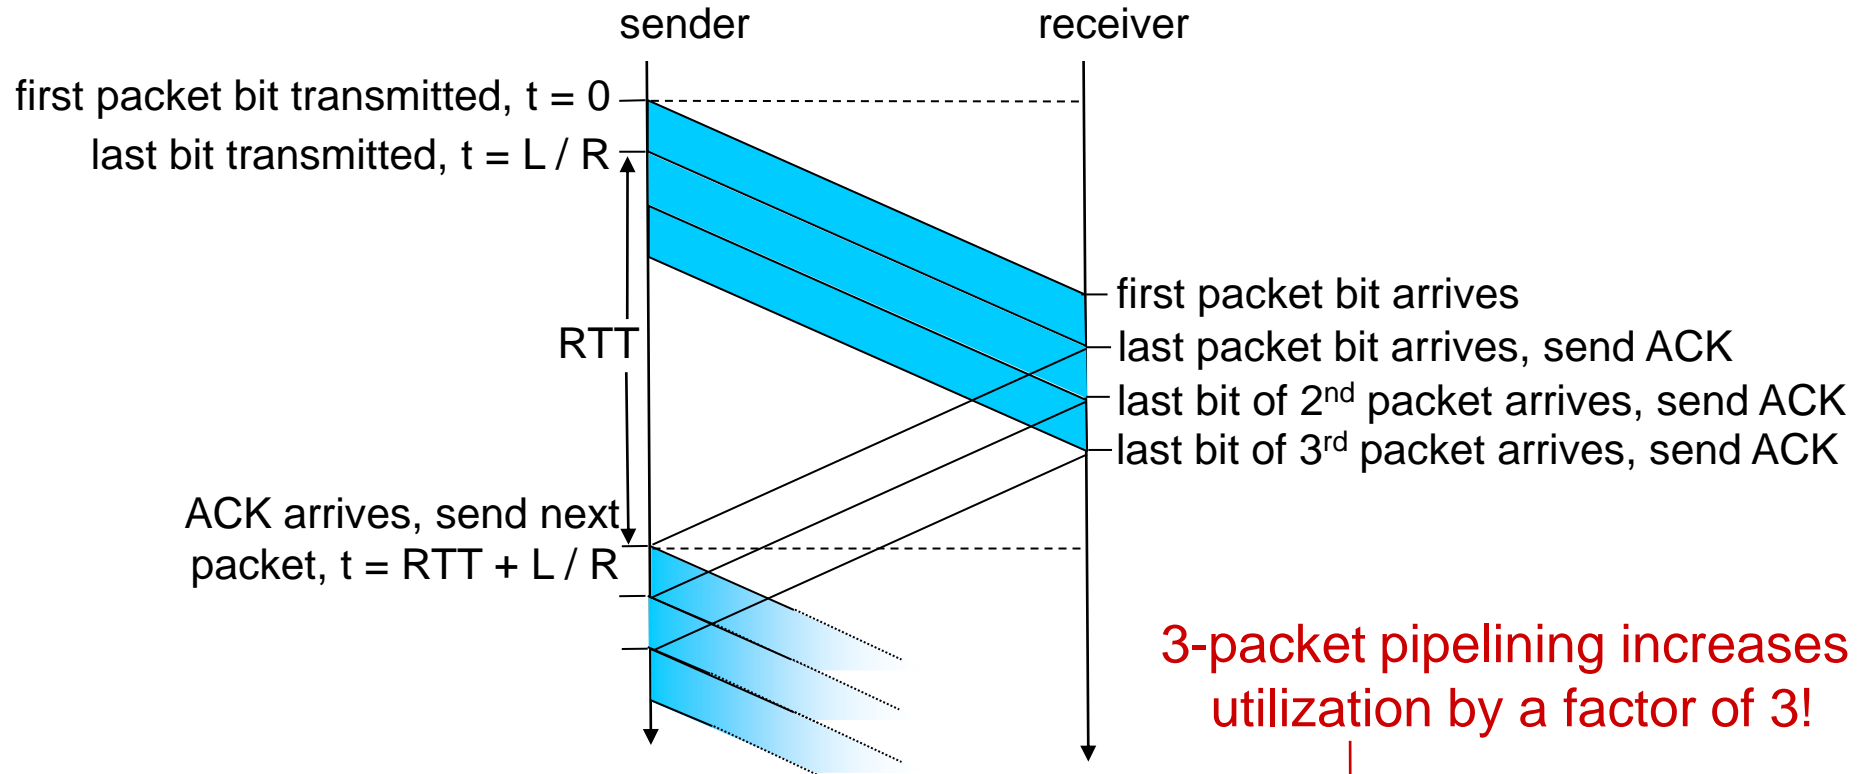 sender
receiver
first packet bit transmitted, t = 0
last bit transmitted, t = L / R
first packet bit arrives
RTT
last packet bit arrives, send ACK
last bit of 2nd packet arrives, send ACK
last bit of 3rd packet arrives, send ACK
ACK arrives, send next
packet, t = RTT + L / R
3-packet pipelining increases
utilization by a factor of 3!